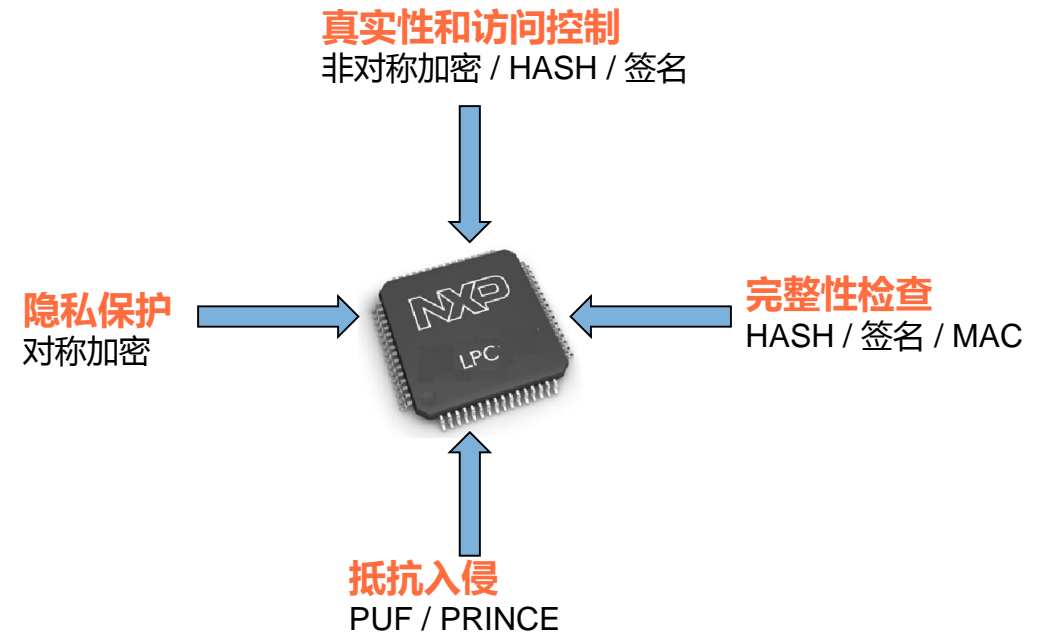 真实性和访问控制
非对称加密 / HASH / 签名
隐私保护
对称加密
NXP
LPC
完整性检查
HASH / 签名 / MAC
抵抗入侵
PUF / PRINCE